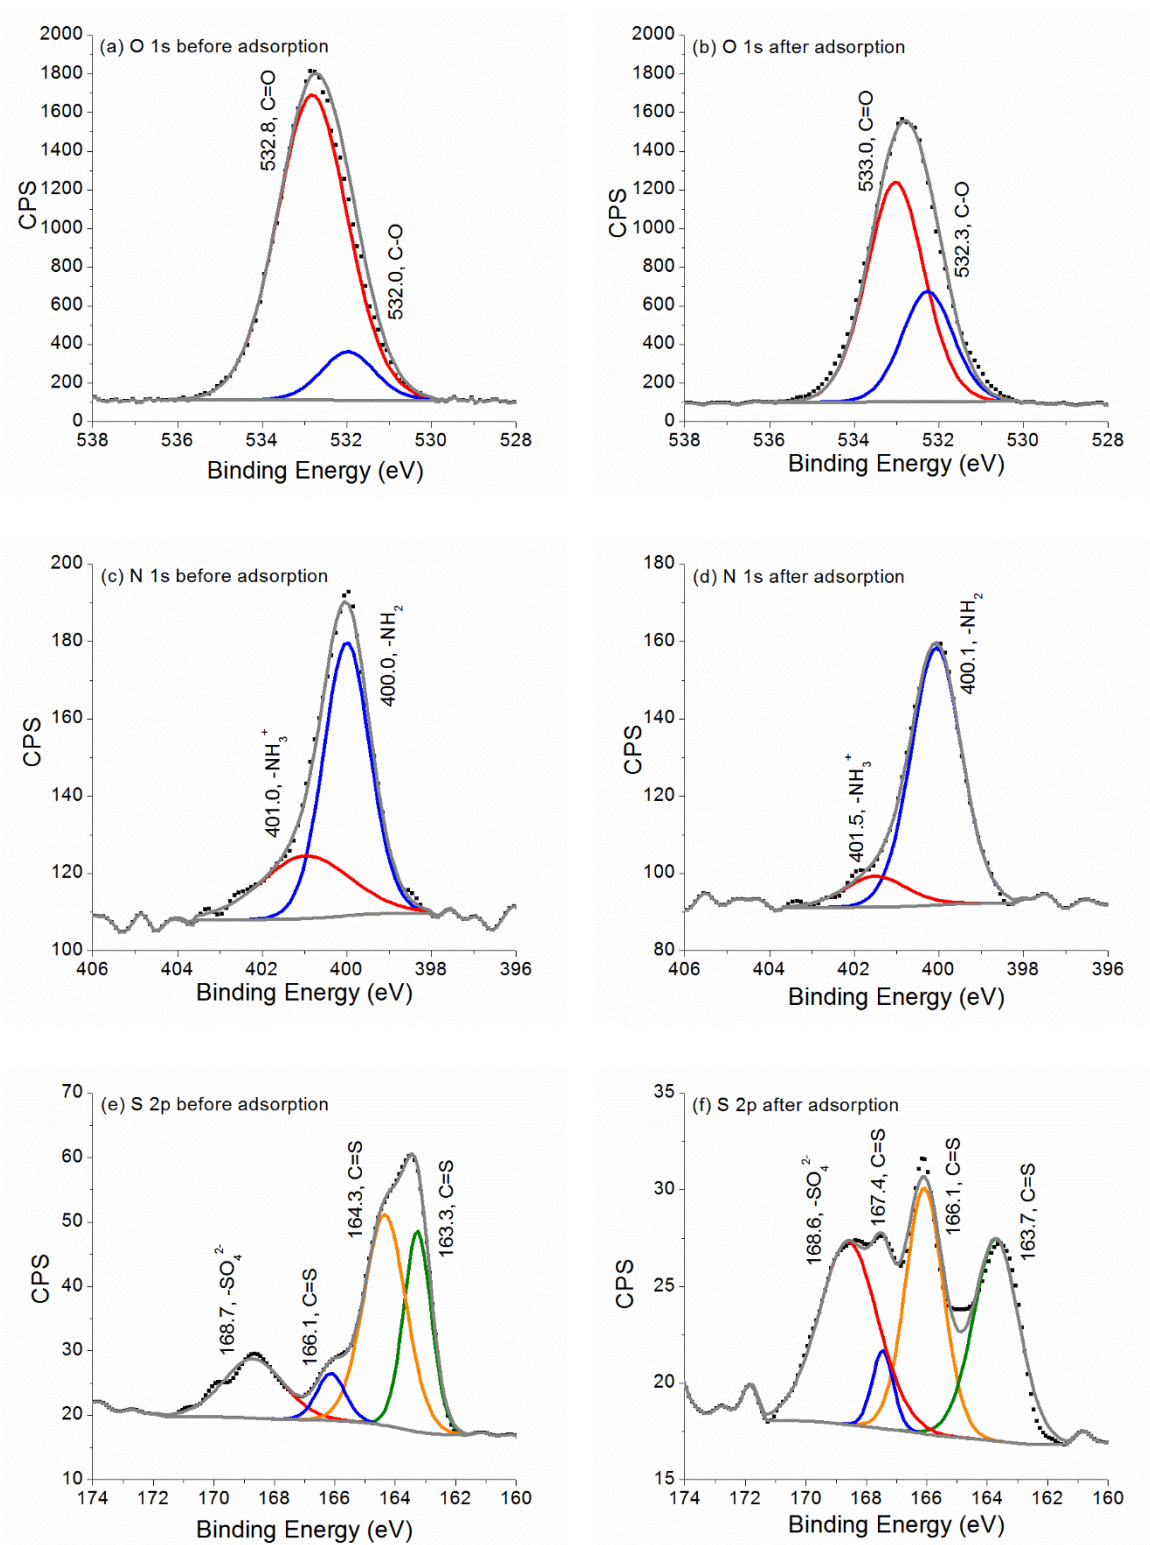 (a) O 1s before adsorption
CPS
2000
1800
1600
1400
1200
1000
800
600
400
200
0
532.8, C=O
532.0, C-O
538 536 534 532 530 528
Binding Energy (eV)
(b) O 1s after adsorption
CPS
2000
1800
1600
1400
1200
1000
800
600
400
200
0
533.0, C=O
532.3, C-O
538 536 534 532 530 528
Binding Energy (eV)
(c) N 1s before adsorption
CPS
200
180
160
140
120
100
401.0, -NH₃⁺
400.0, -NH₂
406 404 402 400 398 396
Binding Energy (eV)
(d) N 1s after adsorption
CPS
180
160
140
120
100
80
401.5, -NH₃⁺
400.1, -NH₂
406 404 402 400 398 396
Binding Energy (eV)
(e) S 2p before adsorption
CPS
70
60
50
40
30
20
10
168.7, -SO₄²⁻
166.1, C=S
164.3, C=S
163.3, C=S
174 172 170 168 166 164 162 160
Binding Energy (eV)
(f) S 2p after adsorption
CPS
35
30
25
20
15
168.6, -SO₄²⁻
167.4, C=S
166.1, C=S
163.7, C=S
174 172 170 168 166 164 162 160
Binding Energy (eV)